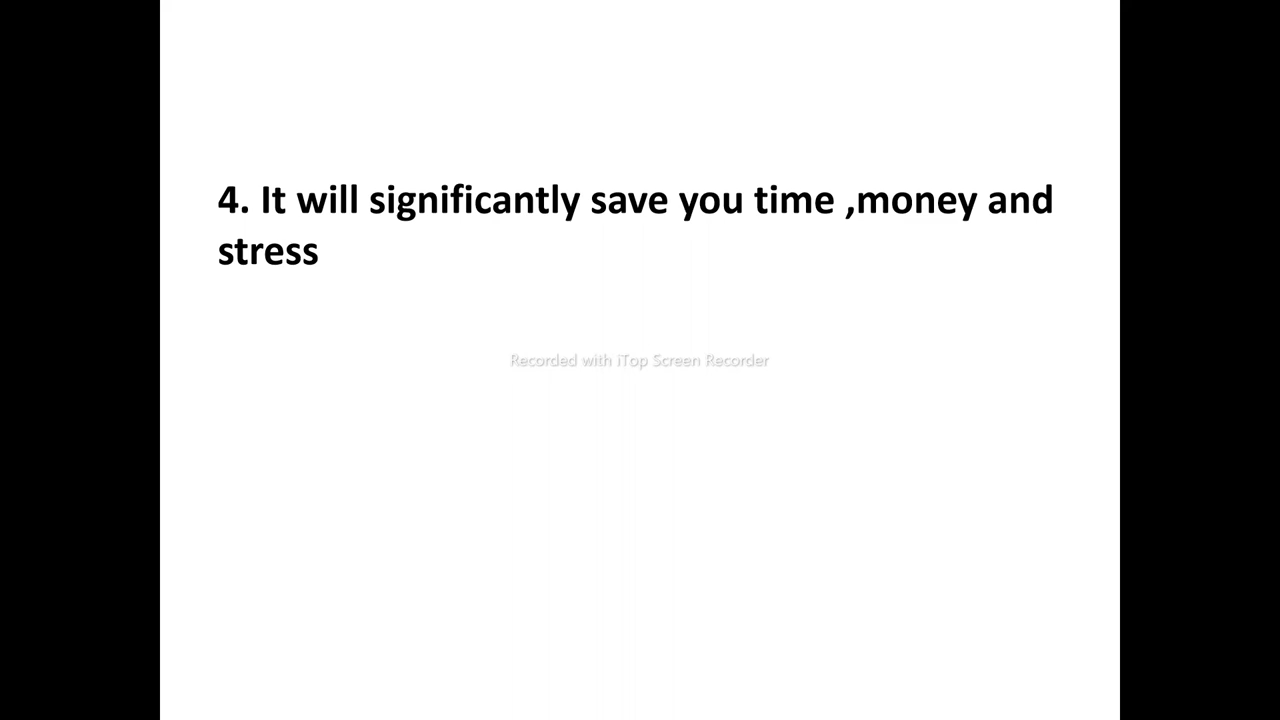 4. It will significantly save you time ,money and
stress
Recorded with iTop Screen Recorder